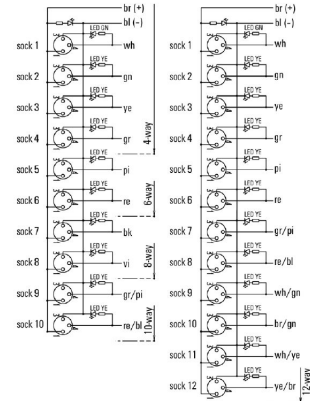 br (+)
bl (−)
LED GN
sock 1 wh
LED YE
sock 2 gn
LED YE
sock 3 ye
LED YE
sock 4 gr
4-way
LED YE
sock 5 pi
LED YE
sock 6 re
6-way
LED YE
sock 7 bk
LED YE
sock 8 vi
8-way
LED YE
sock 9 gr/pi
LED YE
sock 10 re/bl
10-way
br (+)
bl (−)
LED GN
sock 1 wh
LED YE
sock 2 gn
LED YE
sock 3 ye
LED YE
sock 4 gr
LED YE
sock 5 pi
LED YE
sock 6 re
LED YE
sock 7 gr/pi
LED YE
sock 8 re/bl
LED YE
sock 9 wh/gn
LED YE
sock 10 br/gn
LED YE
sock 11 wh/ye
LED YE
sock 12 ye/br
12-way